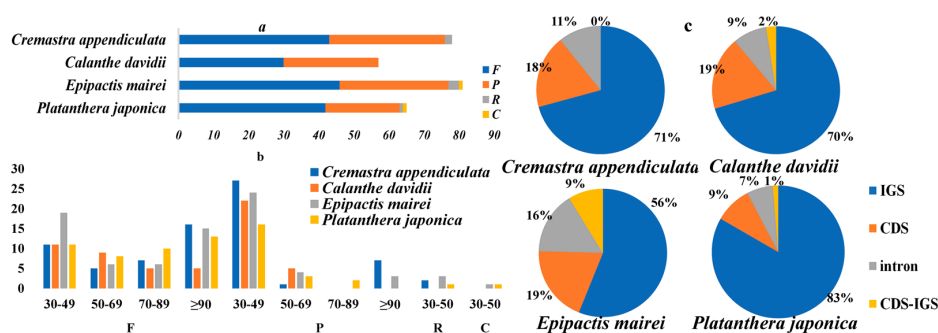 a
Cremastra appendiculata
Calanthe davidii
Epipactis mairei
Platanthera japonica
0 10 20 30 40 50 60 70 80 90
F
P
R
C
b
30
25
20
15
10
5
0
Cremastra appendiculata
Calanthe davidii
Epipactis mairei
Platanthera japonica
30-49 50-69 70-89 ≥90 30-49 50-69 70-89 ≥90 30-50 30-50
F P R C
c
11% 0%
18%
71%
Cremastra appendiculata
9% 2%
19%
70%
Calanthe davidii
9%
56%
16%
19%
Epipactis mairei
7% 1%
9%
83%
Platanthera japonica
IGS
CDS
intron
CDS-IGS